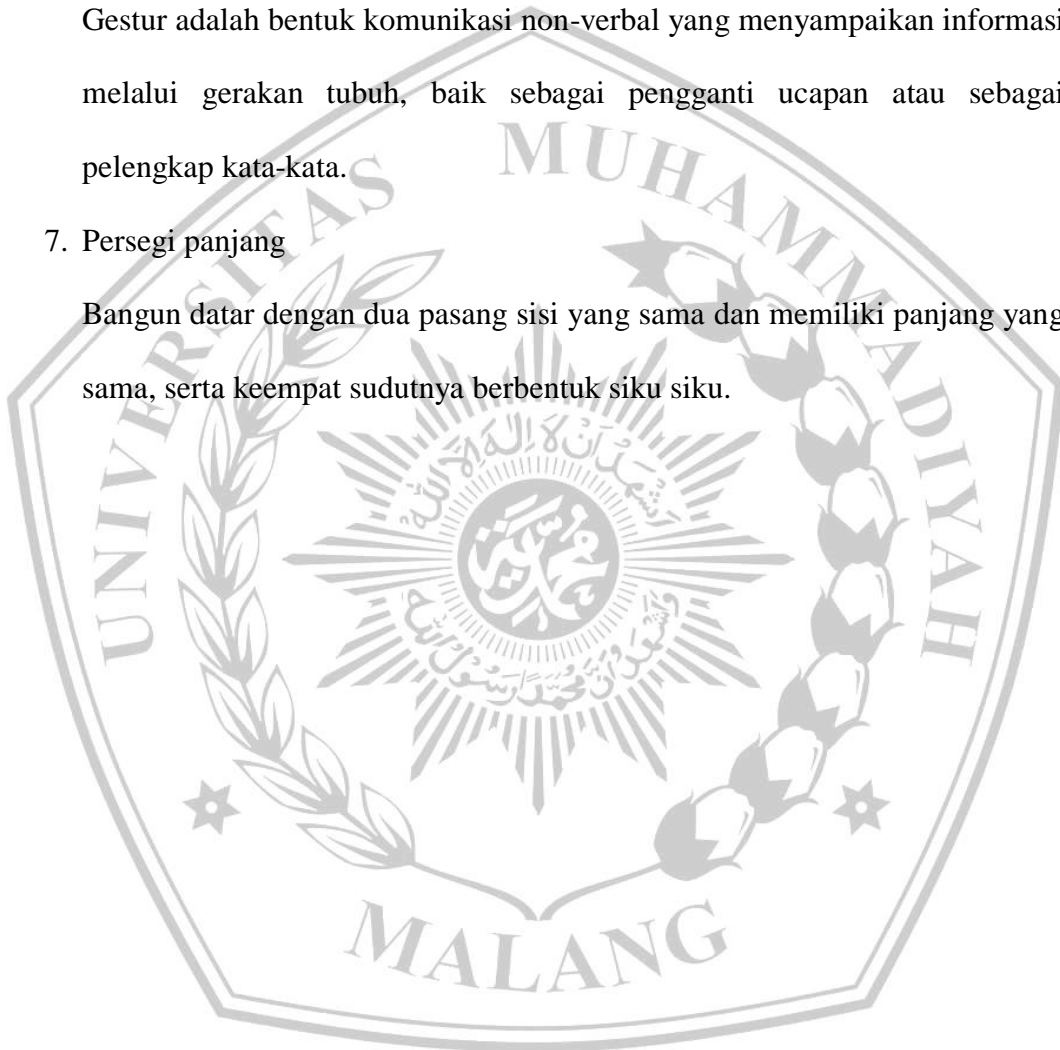 Gestur adalah bentuk komunikasi non-verbal yang menyampaikan informasi
melalui gerakan tubuh, baik sebagai pengganti ucapan atau sebagai
pelengkap kata-kata.
7. Persegi panjang
Bangun datar dengan dua pasang sisi yang sama dan memiliki panjang yang
sama, serta keempat sudutnya berbentuk siku siku.
UNIVERSITAS MUHAMMADIYAH
MALANG